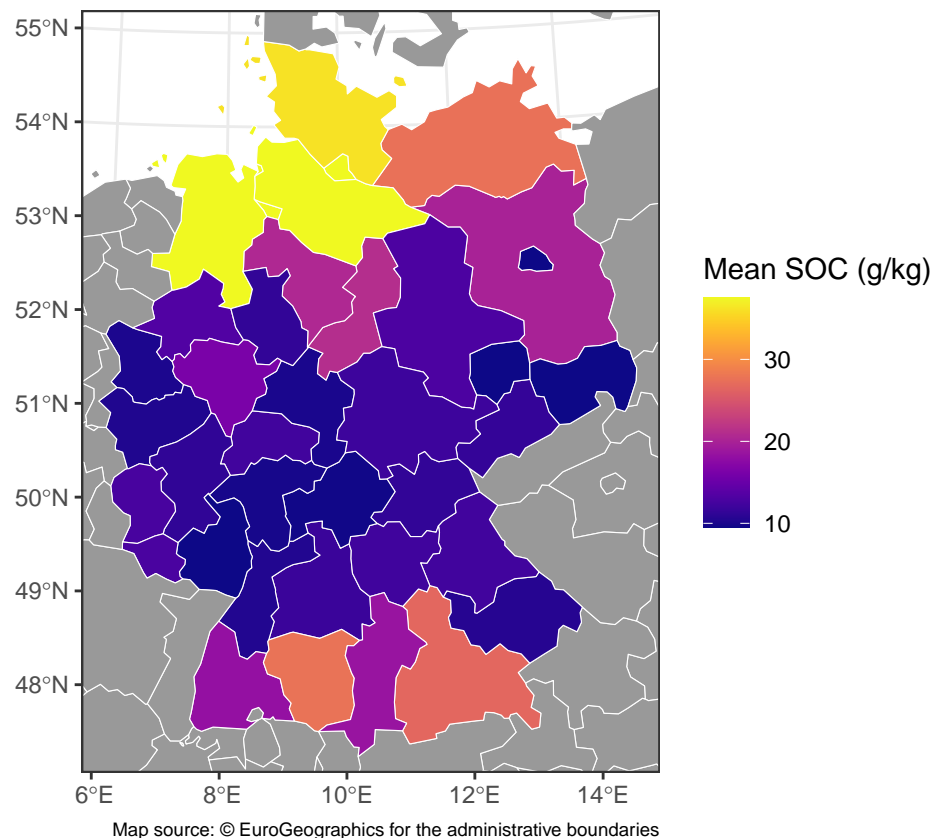 55°N
54°N
53°N
52°N
51°N
50°N
49°N
48°N
6°E 8°E 10°E 12°E 14°E
Mean SOC (g/kg)
30
20
10
Map source: © EuroGeographics for the administrative boundaries